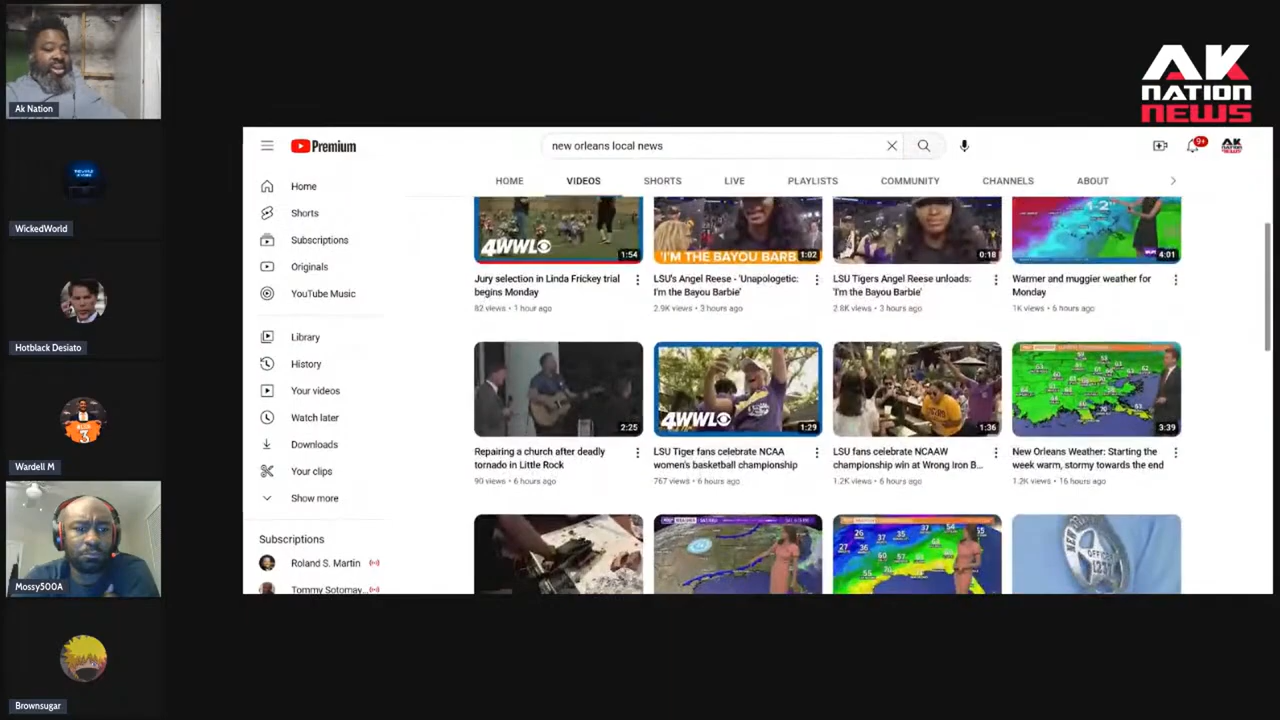 Ak Nation
WickedWorld
Hotblack Desiato
Wardell M
3
Mossy500A
Brownsugar
AK
NATION
NEWS
Premium
new orleans local news
9+
HOME
VIDEOS
SHORTS
LIVE
PLAYLISTS
COMMUNITY
CHANNELS
ABOUT
Home
Shorts
Subscriptions
Originals
YouTube Music
Library
History
Your videos
Watch later
Downloads
Your clips
Show more
Subscriptions
Roland S. Martin
Tommy Sotomay...
4WWL
1:54
Jury selection in Linda Frickey trial
begins Monday
82 views • 1 hour ago
'I'M THE BAYOU BARB
1:02
LSU's Angel Reese - 'Unapologetic:
I'm the Bayou Barbie'
2.9K views • 3 hours ago
0:18
LSU Tigers Angel Reese unloads:
'I'm the Bayou Barbie'
2.8K views • 3 hours ago
1-2"
4:01
Warmer and muggier weather for
Monday
1K views • 6 hours ago
2:25
Repairing a church after deadly
tornado in Little Rock
90 views • 6 hours ago
4WWL
1:29
LSU Tiger fans celebrate NCAA
women's basketball championship
767 views • 6 hours ago
1:36
LSU fans celebrate NCAAW
championship win at Wrong Iron B...
1.2K views • 6 hours ago
3:39
New Orleans Weather: Starting the
week warm, stormy towards the end
1.2K views • 16 hours ago